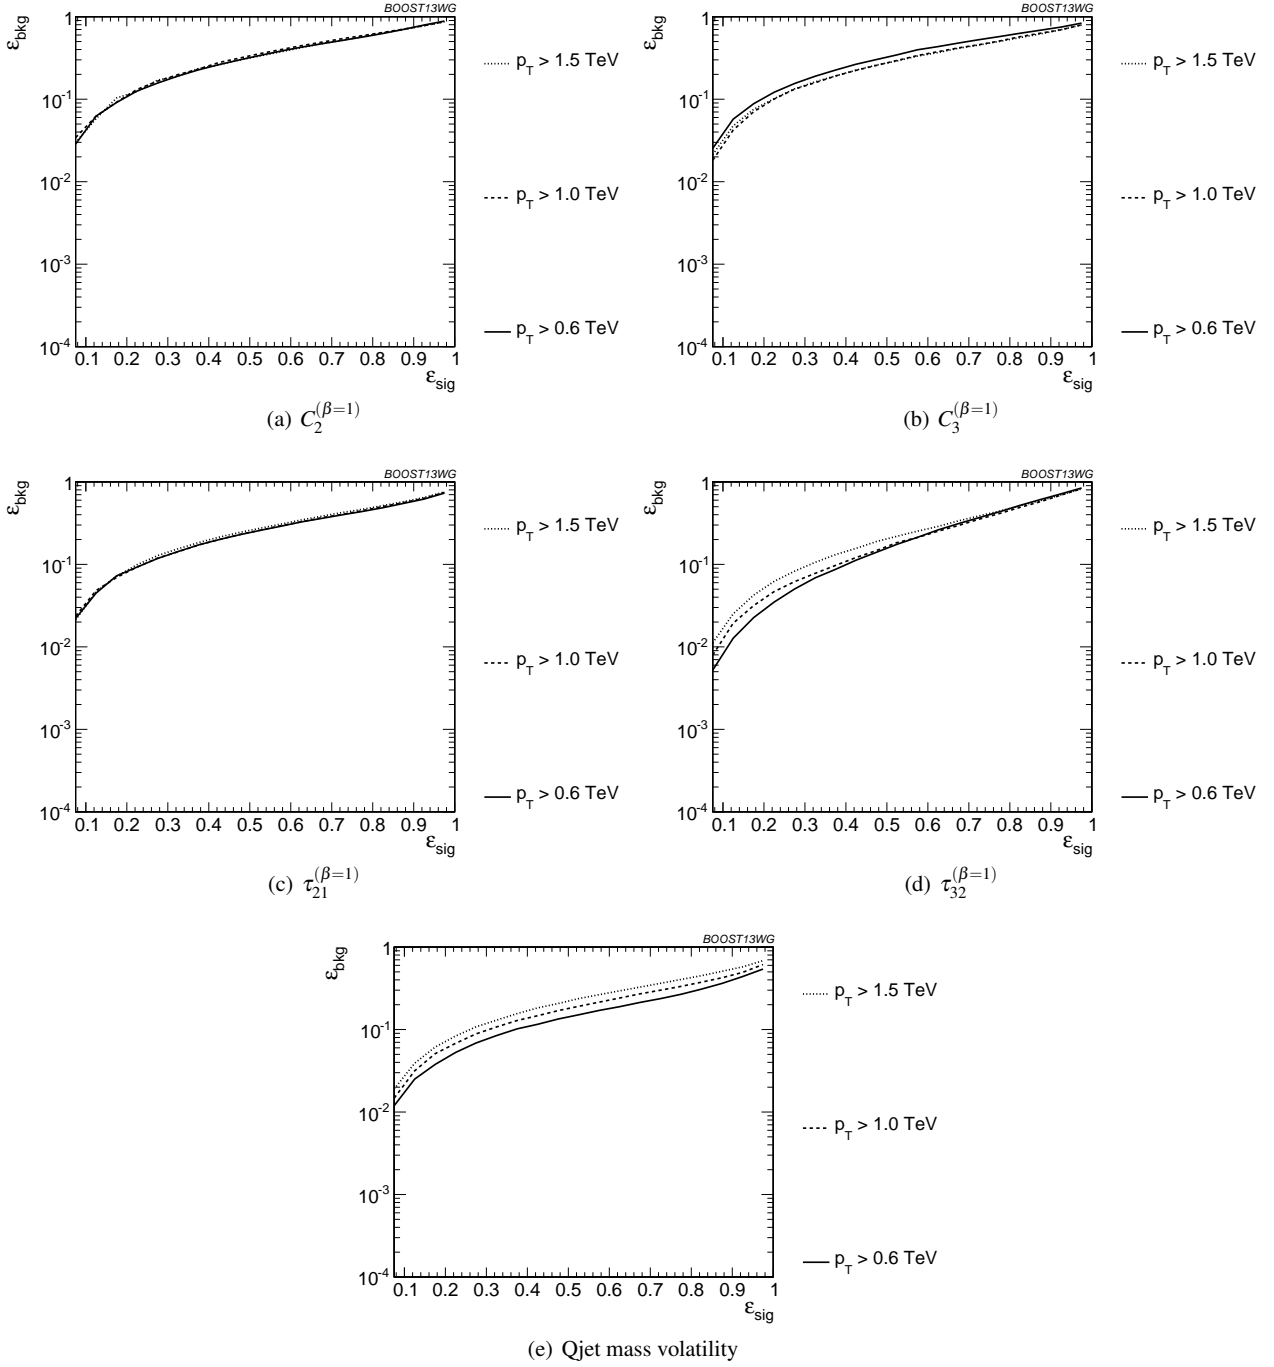 BOOST13WG
ε_bkg
1
10^-1
10^-2
10^-3
10^-4
0.1 0.2 0.3 0.4 0.5 0.6 0.7 0.8 0.9 1
ε_sig
p_T > 1.5 TeV
p_T > 1.0 TeV
p_T > 0.6 TeV
(a) C_2^(β=1)
BOOST13WG
ε_bkg
1
10^-1
10^-2
10^-3
10^-4
0.1 0.2 0.3 0.4 0.5 0.6 0.7 0.8 0.9 1
ε_sig
p_T > 1.5 TeV
p_T > 1.0 TeV
p_T > 0.6 TeV
(b) C_3^(β=1)
BOOST13WG
ε_bkg
1
10^-1
10^-2
10^-3
10^-4
0.1 0.2 0.3 0.4 0.5 0.6 0.7 0.8 0.9 1
ε_sig
p_T > 1.5 TeV
p_T > 1.0 TeV
p_T > 0.6 TeV
(c) τ_21^(β=1)
BOOST13WG
ε_bkg
1
10^-1
10^-2
10^-3
10^-4
0.1 0.2 0.3 0.4 0.5 0.6 0.7 0.8 0.9 1
ε_sig
p_T > 1.5 TeV
p_T > 1.0 TeV
p_T > 0.6 TeV
(d) τ_32^(β=1)
BOOST13WG
ε_bkg
1
10^-1
10^-2
10^-3
10^-4
0.1 0.2 0.3 0.4 0.5 0.6 0.7 0.8 0.9 1
ε_sig
p_T > 1.5 TeV
p_T > 1.0 TeV
p_T > 0.6 TeV
(e) Qjet mass volatility